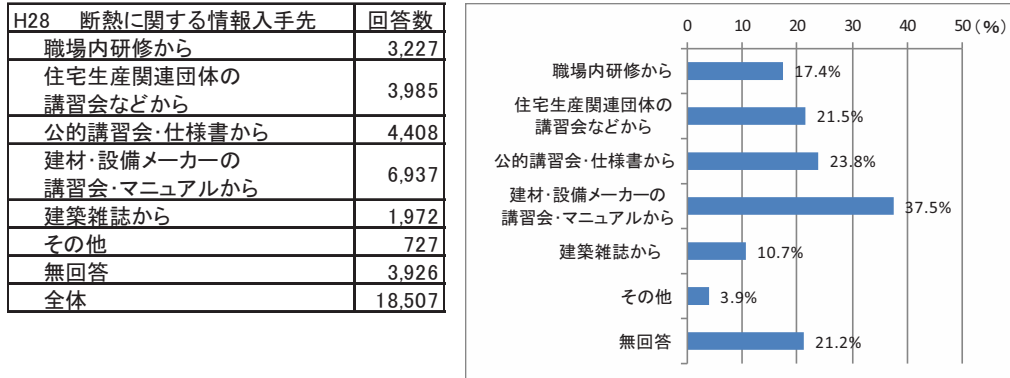 H28 断熱に関する情報入手先 回答数
職場内研修から 3,227
住宅生産関連団体の
講習会などから 3,985
公的講習会・仕様書から 4,408
建材・設備メーカーの
講習会・マニュアルから 6,937
建築雑誌から 1,972
その他 727
無回答 3,926
全体 18,507
0 10 20 30 40 50 (%)
職場内研修から 17.4%
住宅生産関連団体の
講習会などから 21.5%
公的講習会・仕様書から 23.8%
建材・設備メーカーの
講習会・マニュアルから 37.5%
建築雑誌から 10.7%
その他 3.9%
無回答 21.2%